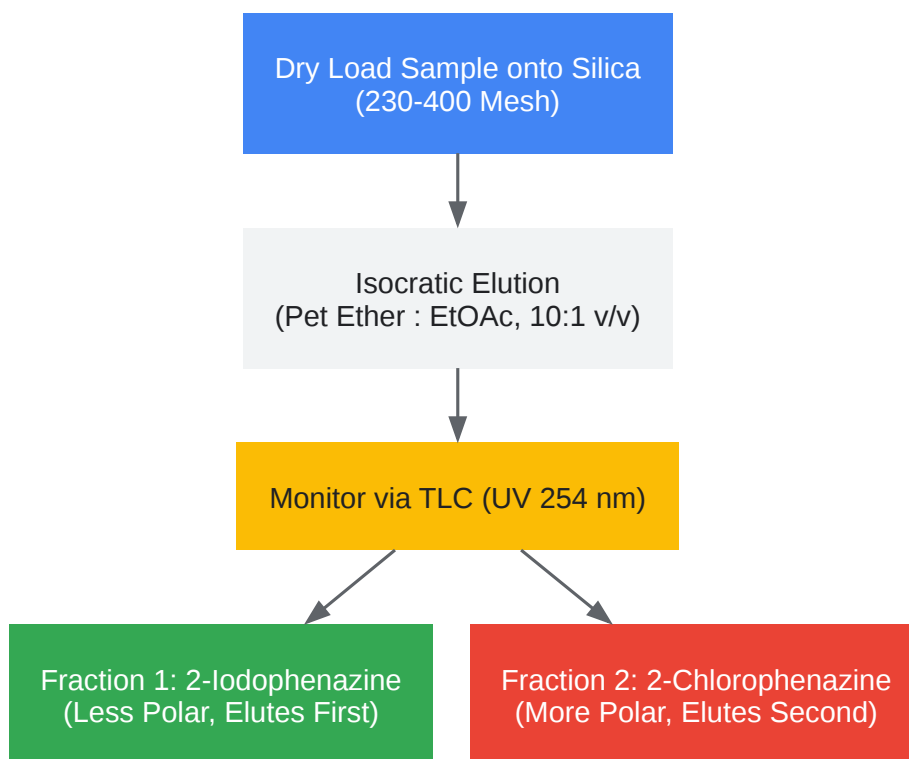 Dry Load Sample onto Silica
(230-400 Mesh)
Isocratic Elution
(Pet Ether : EtOAc, 10:1 v/v)
Monitor via TLC (UV 254 nm)
Fraction 1: 2-Iodophenazine
(Less Polar, Elutes First)
Fraction 2: 2-Chlorophenazine
(More Polar, Elutes Second)